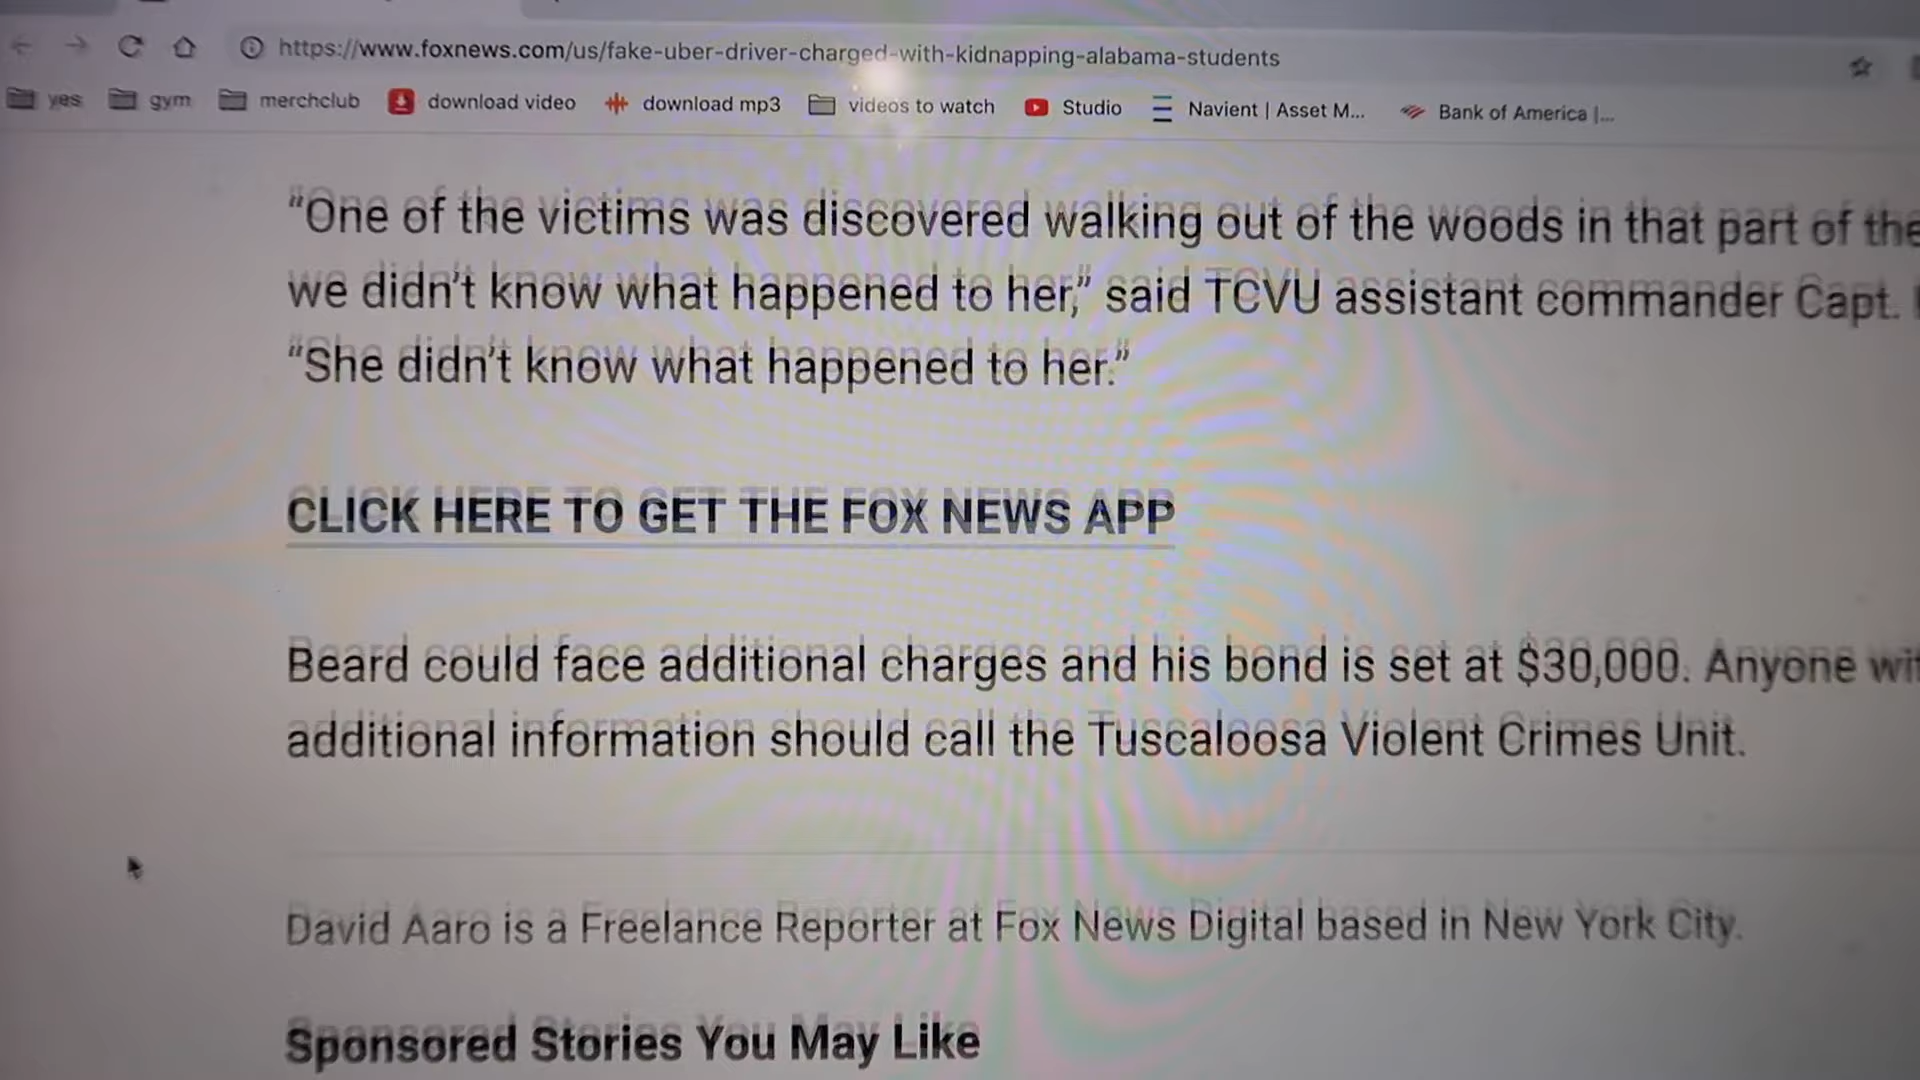 https://www.foxnews.com/us/fake-uber-driver-charged-with-kidnapping-alabama-students
yes gym merchclub download video download mp3 videos to watch Studio Navient | Asset M... Bank of America |...
“One of the victims was discovered walking out of the woods in that part of the
we didn’t know what happened to her,” said TCVU assistant commander Capt.
“She didn’t know what happened to her.”
CLICK HERE TO GET THE FOX NEWS APP
Beard could face additional charges and his bond is set at $30,000. Anyone wit
additional information should call the Tuscaloosa Violent Crimes Unit.
David Aaro is a Freelance Reporter at Fox News Digital based in New York City.
Sponsored Stories You May Like